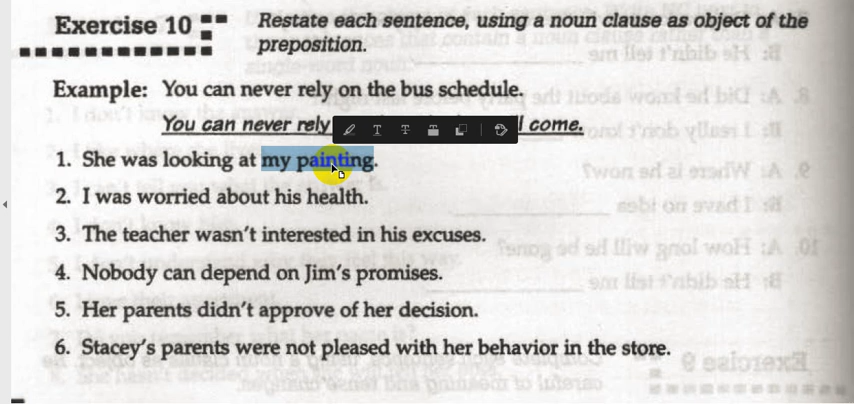 Exercise 10
Restate each sentence, using a noun clause as object of the
preposition.
Example: You can never rely on the bus schedule.
You can never rely l come.
1. She was looking at my painting.
2. I was worried about his health.
3. The teacher wasn't interested in his excuses.
4. Nobody can depend on Jim's promises.
5. Her parents didn't approve of her decision.
6. Stacey's parents were not pleased with her behavior in the store.